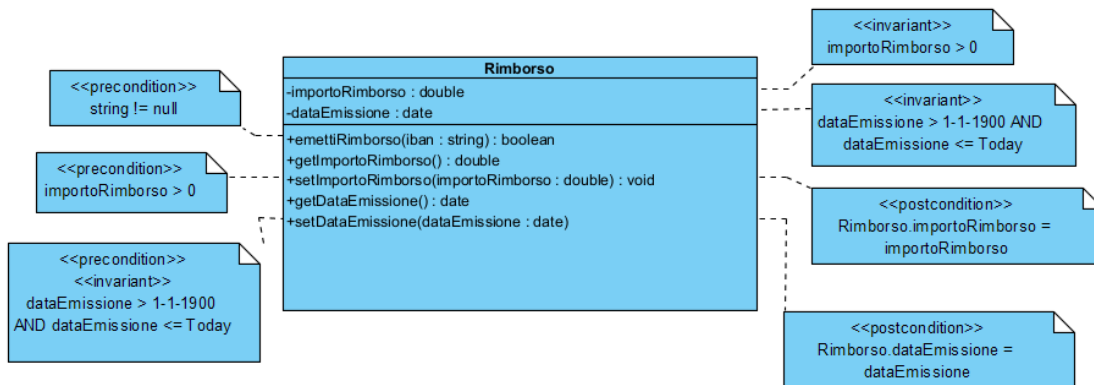 <<invariant>>
importoRimborso > 0
Rimborso
-importoRimborso : double
-dataEmissione : date
<<precondition>>
string != null
<<invariant>>
dataEmissione > 1-1-1900 AND
dataEmissione <= Today
+emettiRimborso(iban : string) : boolean
+getImportoRimborso() : double
+setImportoRimborso(importoRimborso : double) : void
+getDataEmissione() : date
+setDataEmissione(dataEmissione : date)
<<precondition>>
importoRimborso > 0
<<postcondition>>
Rimborso.importoRimborso =
importoRimborso
<<precondition>>
<<invariant>>
dataEmissione > 1-1-1900
AND dataEmissione <= Today
<<postcondition>>
Rimborso.dataEmissione =
dataEmissione